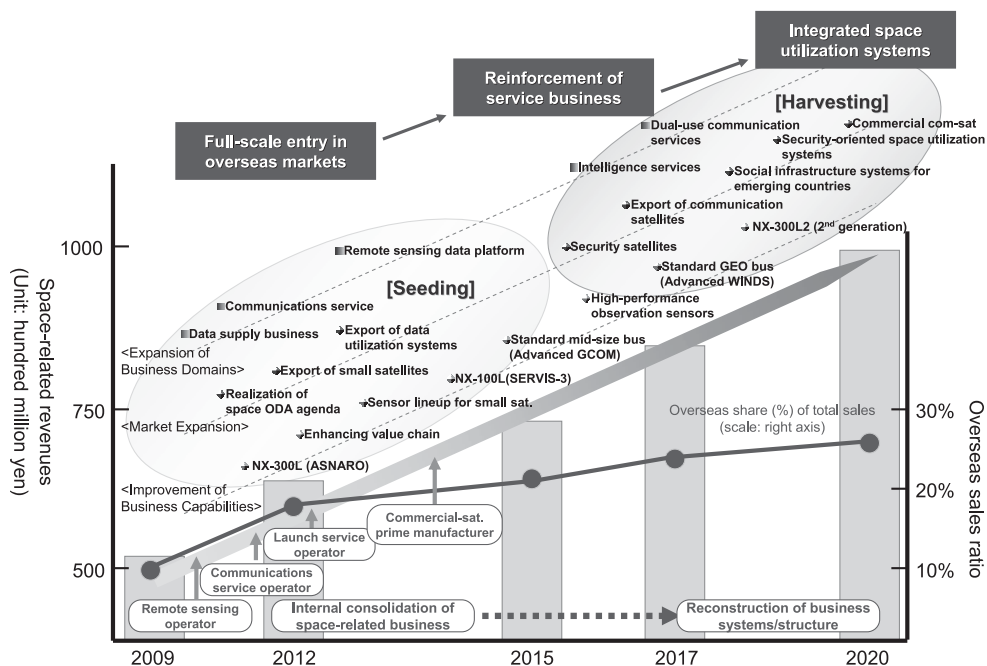 Integrated space
utilization systems
Reinforcement of
service business
Full-scale entry in
overseas markets
[Harvesting]
Dual-use communication
services
Commercial com-sat
Security-oriented space utilization
systems
Intelligence services
Social Infrastructure systems for
emerging countries
Export of communication
satellites
NX-300L2 (2nd generation)
Security satellites
Standard GEO bus
(Advanced WINDS)
High-performance
observation sensors
Remote sensing data platform
[Seeding]
Communications service
Data supply business
Export of data
utilization systems
Standard mid-size bus
(Advanced GCOM)
<Expansion of
Business Domains>
Export of small satellites
NX-100L(SERVIS-3)
Realization of
space ODA agenda
Sensor lineup for small sat.
<Market Expansion>
Enhancing value chain
NX-300L (ASNARO)
<Improvement of
Business Capabilities>
Overseas share (%) of total sales
(scale: right axis)
Commercial-sat.
prime manufacturer
Launch service
operator
Communications
service operator
Remote sensing
operator
Internal consolidation of
space-related business
Reconstruction of business
systems/structure
Space-related revenues
(Unit: hundred million yen)
1000
750
500
Overseas sales ratio
30%
20%
10%
2009
2012
2015
2017
2020